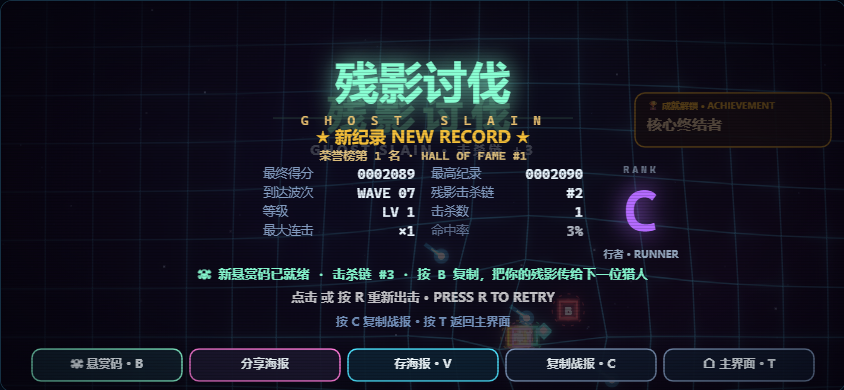 残影讨伐
GHOST SLAIN
成就解锁 • ACHIEVEMENT
核心终结者
★ 新纪录 NEW RECORD ★
荣誉榜第 1 名 · HALL OF FAME #1
最终得分 0002089 最高纪录 0002090
到达波次 WAVE 07 残影击杀链 #2
等级 LV 1 击杀数 1
最大连击 ×1 命中率 3%
RANK
C
行者 • RUNNER
新悬赏码已就绪 · 击杀链 #3 · 按 B 复制，把你的残影传给下一位猎人
点击 或 按 R 重新出击 • PRESS R TO RETRY
B
按 C 复制战报 • 按 T 返回主界面
悬赏码 • B
分享海报
存海报 • V
复制战报 • C
主界面 • T